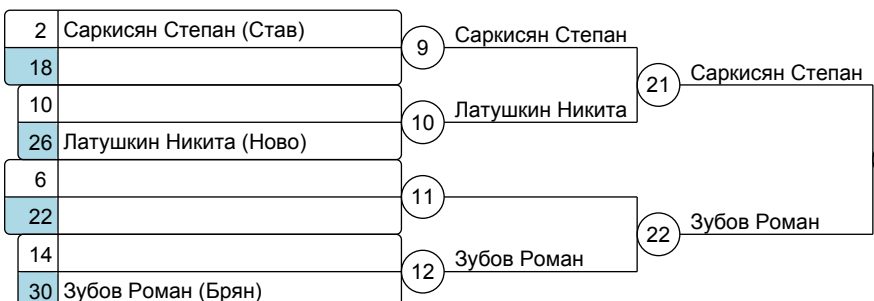 2 Саркисян Степан (Став)
18
10
26 Латушкин Никита (Ново)
6
22
14
30 Зубов Роман (Брян)
9 Саркисян Степан
10 Латушкин Никита
11
12 Зубов Роман
21 Саркисян Степан
22 Зубов Роман